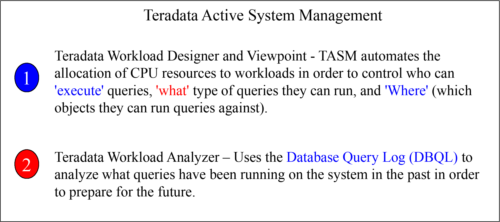 Teradata Active System Management
1
Teradata Workload Designer and Viewpoint - TASM automates the
allocation of CPU resources to workloads in order to control who can
'execute' queries, 'what' type of queries they can run, and 'Where' (which
objects they can run queries against).
2
Teradata Workload Analyzer – Uses the Database Query Log (DBQL) to
analyze what queries have been running on the system in the past in order
to prepare for the future.